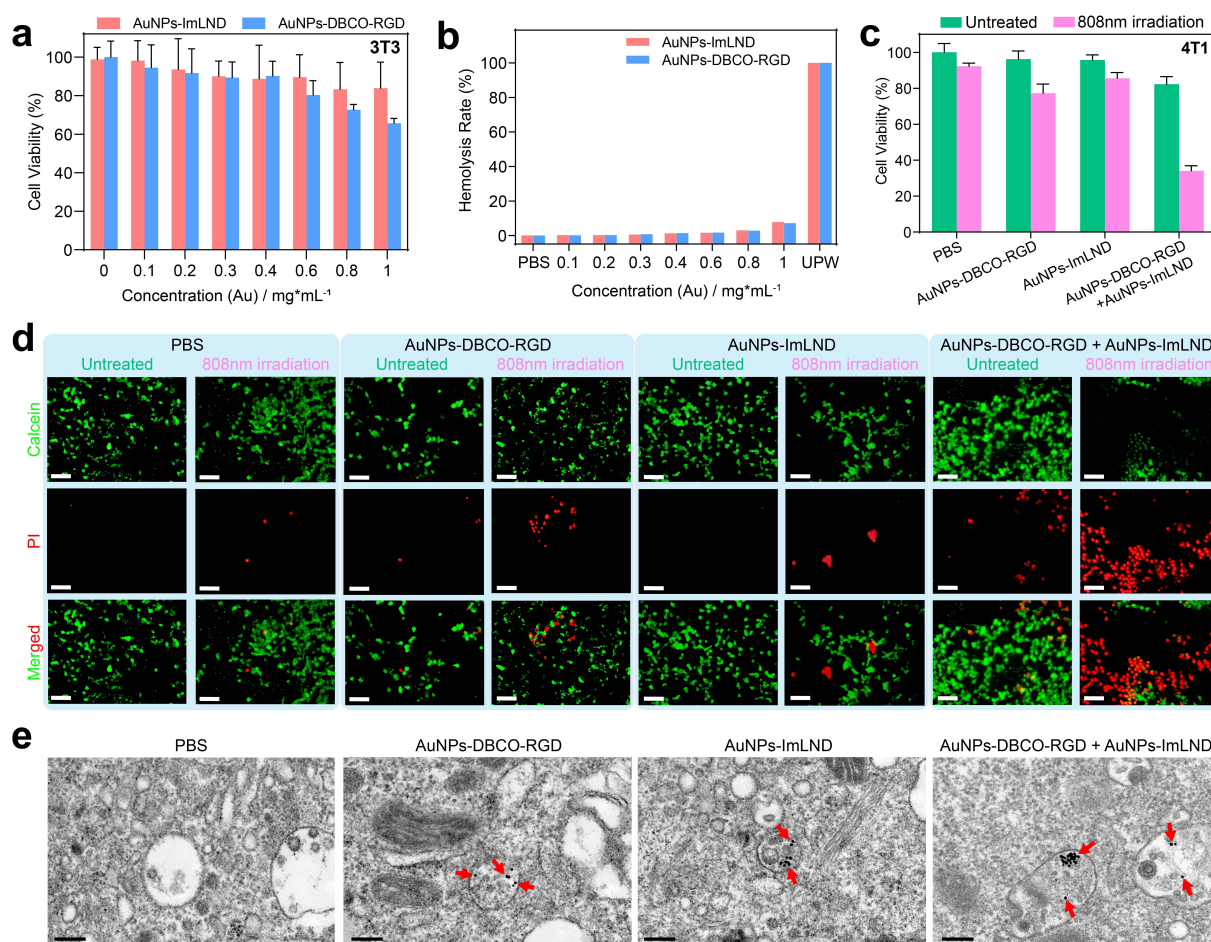 a
AuNPs-ImLND AuNPs-DBCO-RGD
3T3
Cell Viability (%)
100
80
60
40
20
0
0 0.1 0.2 0.3 0.4 0.6 0.8 1
Concentration (Au) / mg*mL⁻¹
b
AuNPs-ImLND
AuNPs-DBCO-RGD
Hemolysis Rate (%)
100
80
60
40
20
0
PBS 0.1 0.2 0.3 0.4 0.6 0.8 1 UPW
Concentration (Au) / mg*mL⁻¹
c
Untreated 808nm irradiation
4T1
Cell Viability (%)
100
80
60
40
20
0
PBS
AuNPs-DBCO-RGD
AuNPs-ImLND
AuNPs-DBCO-RGD
+AuNPs-ImLND
d
PBS AuNPs-DBCO-RGD AuNPs-ImLND AuNPs-DBCO-RGD + AuNPs-ImLND
Untreated 808nm irradiation Untreated 808nm irradiation Untreated 808nm irradiation Untreated 808nm irradiation
Calcein
PI
Merged
e
PBS AuNPs-DBCO-RGD AuNPs-ImLND AuNPs-DBCO-RGD + AuNPs-ImLND